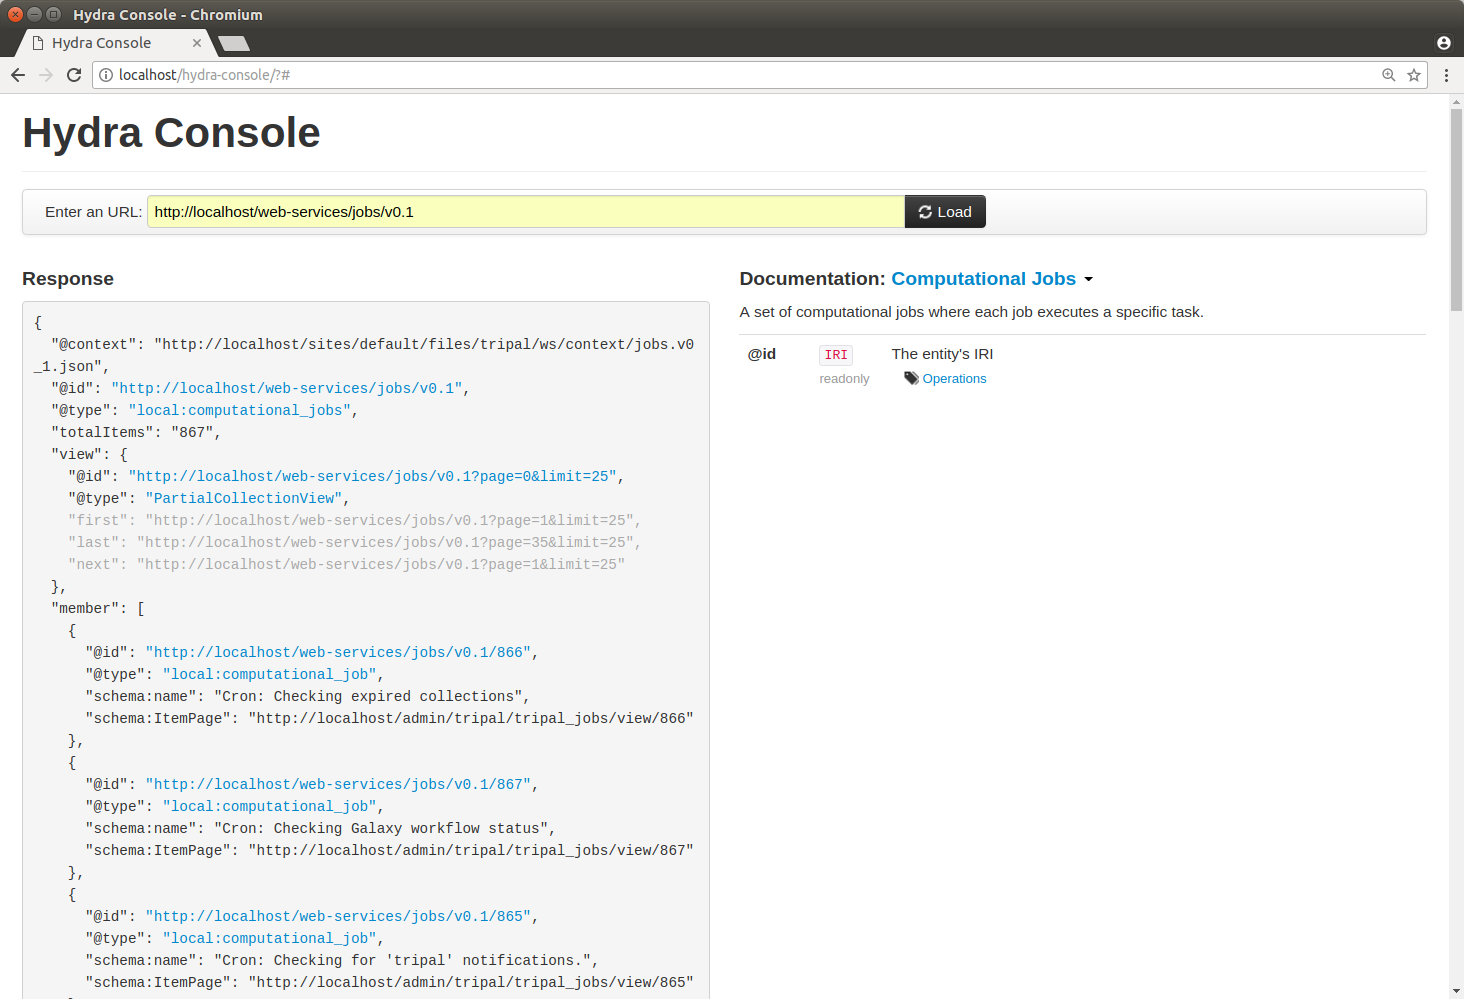 Hydra Console - Chromium
Hydra Console
localhost/hydra-console/?#
Hydra Console
Enter an URL: http://localhost/web-services/jobs/v0.1 Load
Response
{
  "@context": "http://localhost/sites/default/files/tripal/ws/context/jobs.v0
_1.json",
  "@id": "http://localhost/web-services/jobs/v0.1",
  "@type": "local:computational_jobs",
  "totalItems": "867",
  "view": {
    "@id": "http://localhost/web-services/jobs/v0.1?page=0&limit=25",
    "@type": "PartialCollectionView",
    "first": "http://localhost/web-services/jobs/v0.1?page=1&limit=25",
    "last": "http://localhost/web-services/jobs/v0.1?page=35&limit=25",
    "next": "http://localhost/web-services/jobs/v0.1?page=1&limit=25"
  },
  "member": [
    {
      "@id": "http://localhost/web-services/jobs/v0.1/866",
      "@type": "local:computational_job",
      "schema:name": "Cron: Checking expired collections",
      "schema:ItemPage": "http://localhost/admin/tripal/tripal_jobs/view/866"
    },
    {
      "@id": "http://localhost/web-services/jobs/v0.1/867",
      "@type": "local:computational_job",
      "schema:name": "Cron: Checking Galaxy workflow status",
      "schema:ItemPage": "http://localhost/admin/tripal/tripal_jobs/view/867"
    },
    {
      "@id": "http://localhost/web-services/jobs/v0.1/865",
      "@type": "local:computational_job",
      "schema:name": "Cron: Checking for 'tripal' notifications.",
      "schema:ItemPage": "http://localhost/admin/tripal/tripal_jobs/view/865"
Documentation: Computational Jobs
A set of computational jobs where each job executes a specific task.
@id IRI The entity's IRI
readonly Operations